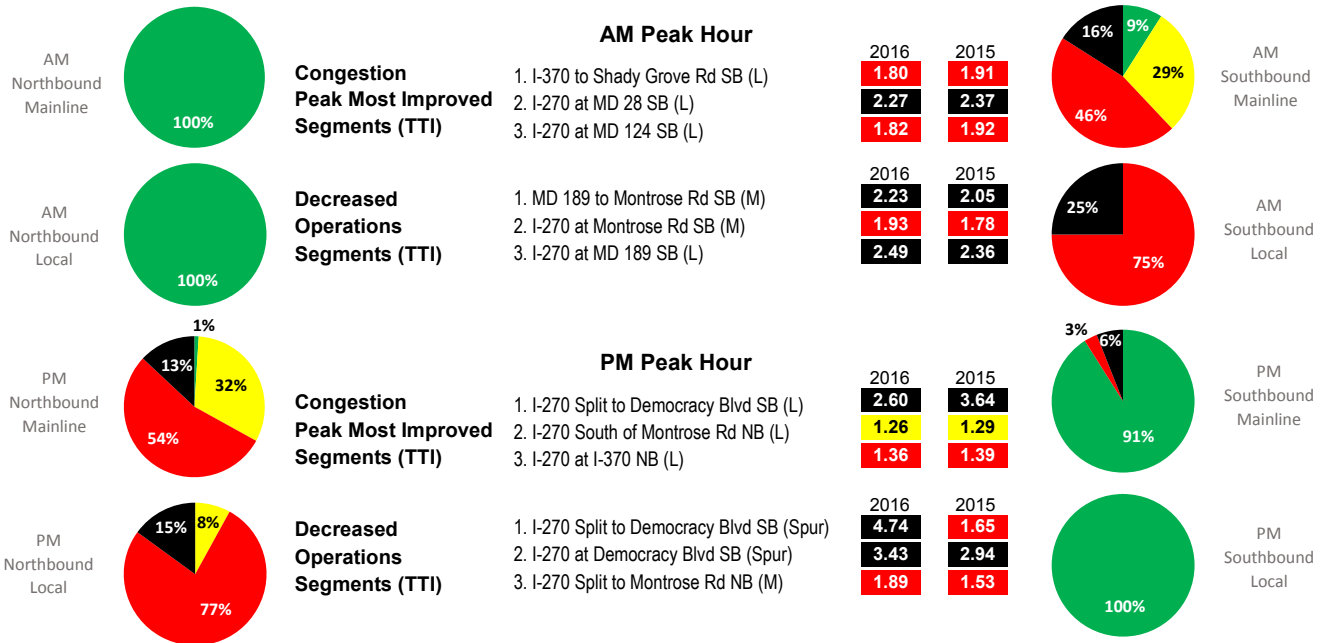 AM
Northbound
Mainline
100%
AM Peak Hour
2016 2015
Congestion
Peak Most Improved
Segments (TTI)
1. I-370 to Shady Grove Rd SB (L) 1.80 1.91
2. I-270 at MD 28 SB (L) 2.27 2.37
3. I-270 at MD 124 SB (L) 1.82 1.92
16% 9%
29%
46%
AM
Southbound
Mainline
AM
Northbound
Local
100%
2016 2015
Decreased
Operations
Segments (TTI)
1. MD 189 to Montrose Rd SB (M) 2.23 2.05
2. I-270 at Montrose Rd SB (M) 1.93 1.78
3. I-270 at MD 189 SB (L) 2.49 2.36
25%
75%
AM
Southbound
Local
PM
Northbound
Mainline
1%
13%
32%
54%
PM Peak Hour
2016 2015
Congestion
Peak Most Improved
Segments (TTI)
1. I-270 Split to Democracy Blvd SB (L) 2.60 3.64
2. I-270 South of Montrose Rd NB (L) 1.26 1.29
3. I-270 at I-370 NB (L) 1.36 1.39
3% 6%
91%
PM
Southbound
Mainline
PM
Northbound
Local
15% 8%
77%
2016 2015
Decreased
Operations
Segments (TTI)
1. I-270 Split to Democracy Blvd SB (Spur) 4.74 1.65
2. I-270 at Democracy Blvd SB (Spur) 3.43 2.94
3. I-270 Split to Montrose Rd NB (M) 1.89 1.53
100%
PM
Southbound
Local